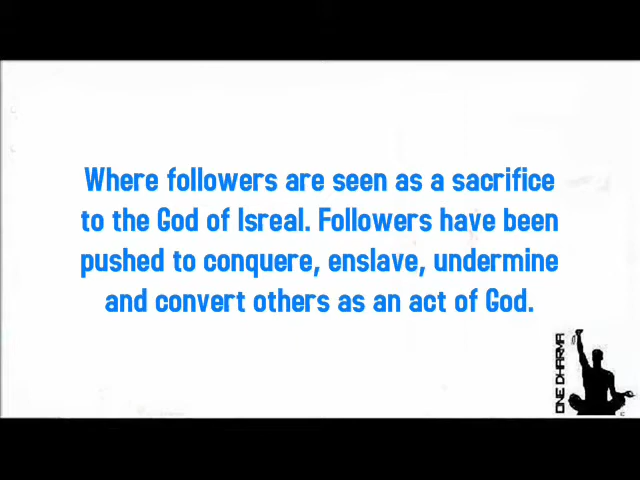 Where followers are seen as a sacrifice
to the God of Isreal. Followers have been
pushed to conquere, enslave, undermine
and convert others as an act of God.
ONE DHARMA